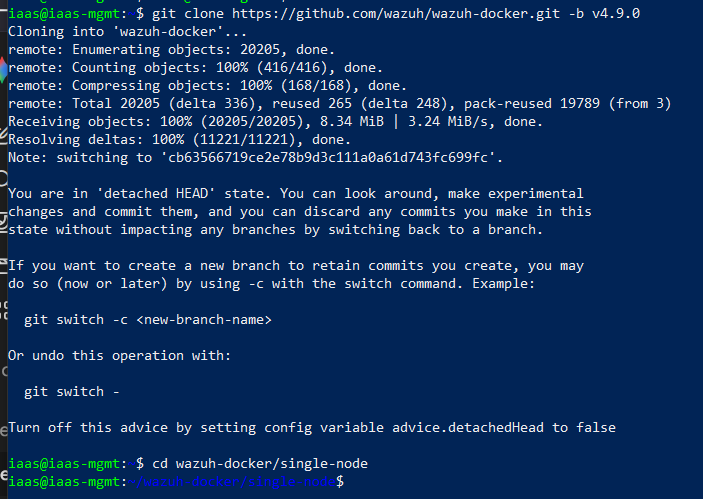 iaas@iaas-mgmt:~$ git clone https://github.com/wazuh/wazuh-docker.git -b v4.9.0
Cloning into 'wazuh-docker'...
remote: Enumerating objects: 20205, done.
remote: Counting objects: 100% (416/416), done.
remote: Compressing objects: 100% (168/168), done.
remote: Total 20205 (delta 336), reused 265 (delta 248), pack-reused 19789 (from 3)
Receiving objects: 100% (20205/20205), 8.34 MiB | 3.24 MiB/s, done.
Resolving deltas: 100% (11221/11221), done.
Note: switching to 'cb63566719ce2e78b9d3c111a0a61d743fc699fc'.
You are in 'detached HEAD' state. You can look around, make experimental
changes and commit them, and you can discard any commits you make in this
state without impacting any branches by switching back to a branch.
If you want to create a new branch to retain commits you create, you may
do so (now or later) by using -c with the switch command. Example:
git switch -c <new-branch-name>
Or undo this operation with:
git switch -
Turn off this advice by setting config variable advice.detachedHead to false
iaas@iaas-mgmt:~$ cd wazuh-docker/single-node
iaas@iaas-mgmt:~/wazuh-docker/single-node$